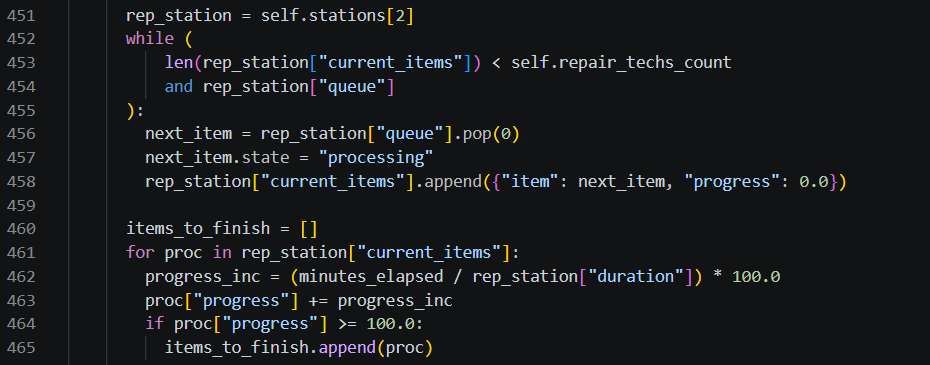 451 rep_station = self.stations[2]
452 while (
453     len(rep_station["current_items"]) < self.repair_techs_count
454     and rep_station["queue"]
455 ):
456   next_item = rep_station["queue"].pop(0)
457   next_item.state = "processing"
458   rep_station["current_items"].append({"item": next_item, "progress": 0.0})
459
460 items_to_finish = []
461 for proc in rep_station["current_items"]:
462   progress_inc = (minutes_elapsed / rep_station["duration"]) * 100.0
463   proc["progress"] += progress_inc
464   if proc["progress"] >= 100.0:
465     items_to_finish.append(proc)